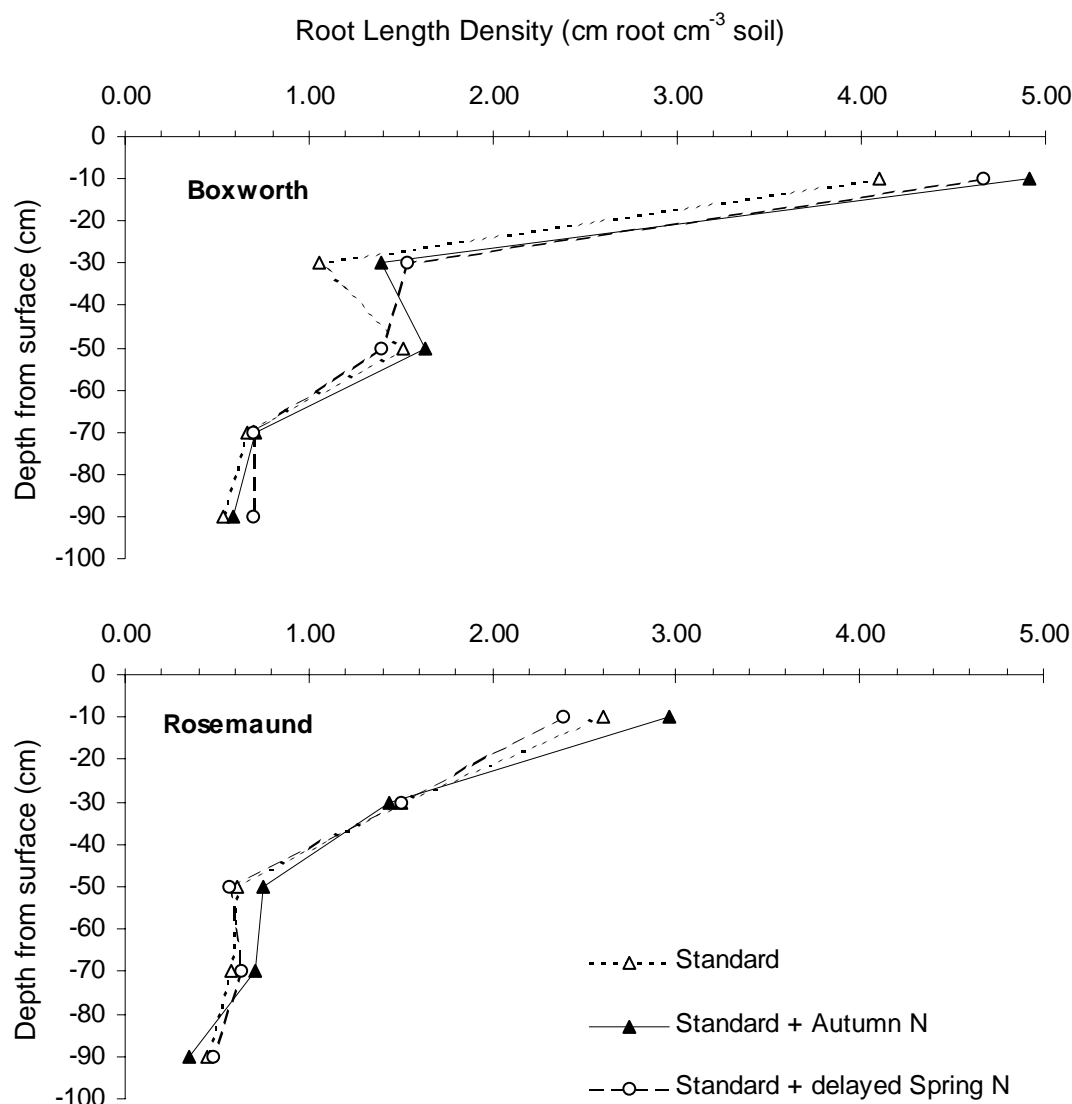 Root Length Density (cm root cm⁻³ soil)
0.00 1.00 2.00 3.00 4.00 5.00
0
-10
-20
-30
-40
-50
-60
-70
-80
-90
-100
Depth from surface (cm)
Boxworth
0.00 1.00 2.00 3.00 4.00 5.00
0
-10
-20
-30
-40
-50
-60
-70
-80
-90
-100
Depth from surface (cm)
Rosemaund
Standard
Standard + Autumn N
Standard + delayed Spring N